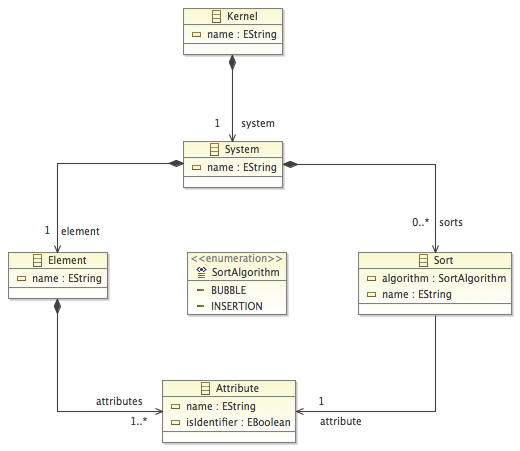 Kernel
name : EString
1 system
System
name : EString
1 element
0..* sorts
Element
name : EString
<<enumeration>>
SortAlgorithm
BUBBLE
INSERTION
Sort
algorithm : SortAlgorithm
name : EString
attributes
1..*
Attribute
name : EString
isIdentifier : EBoolean
1
attribute